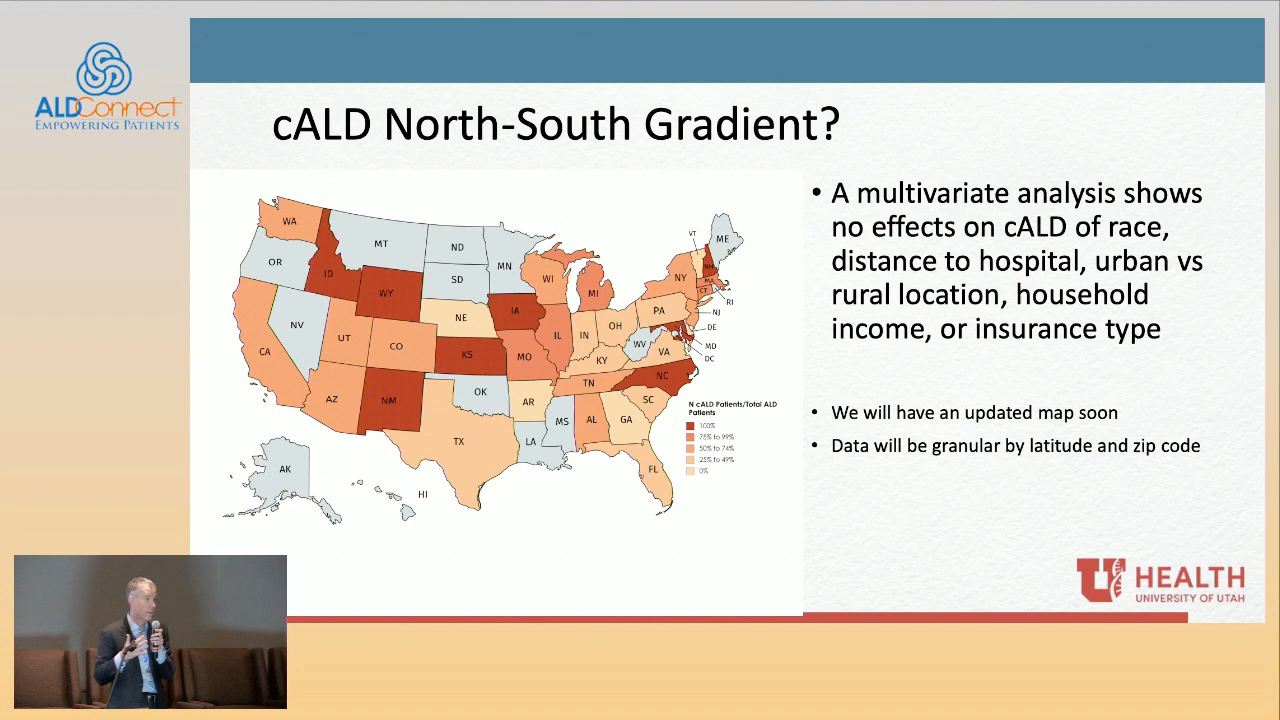 ALDConnect
EMPOWERING PATIENTS
cALD North-South Gradient?
• A multivariate analysis shows
no effects on cALD of race,
distance to hospital, urban vs
rural location, household
income, or insurance type
• We will have an updated map soon
• Data will be granular by latitude and zip code
WA
MT
ND
MN
ME
VT
NH
OR
ID
SD
WI
NY
MA
WY
MI
CT
RI
NE
IA
PA
NJ
NV
UT
CO
IL
IN
OH
DE
WV
MD
CA
KS
MO
KY
VA
DC
AZ
NM
OK
AR
TN
NC
SC
TX
LA
MS
AL
GA
FL
AK
HI
N cALD Patients/Total ALD
Patients
100%
75% to 99%
50% to 74%
25% to 49%
0%
U HEALTH
UNIVERSITY OF UTAH